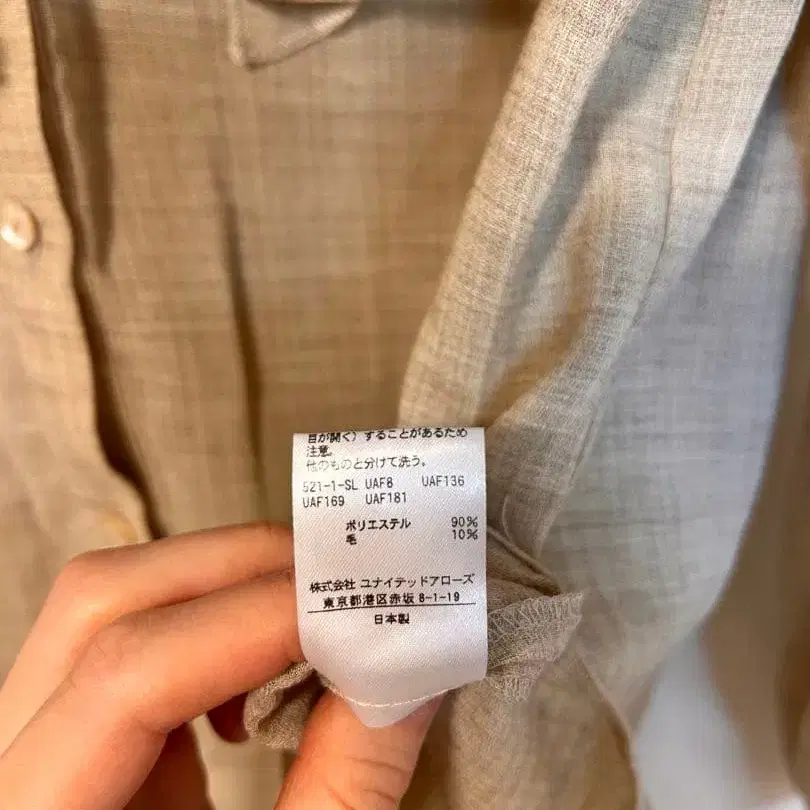 目が開く)することがあるため
注意。
他のものと分けて洗う。
521-1-SL UAF8 UAF136
UAF169 UAF181
ポリエステル 90%
毛 10%
株式会社 ユナイテッドアローズ
東京都港区赤坂 8-1-19
日本製